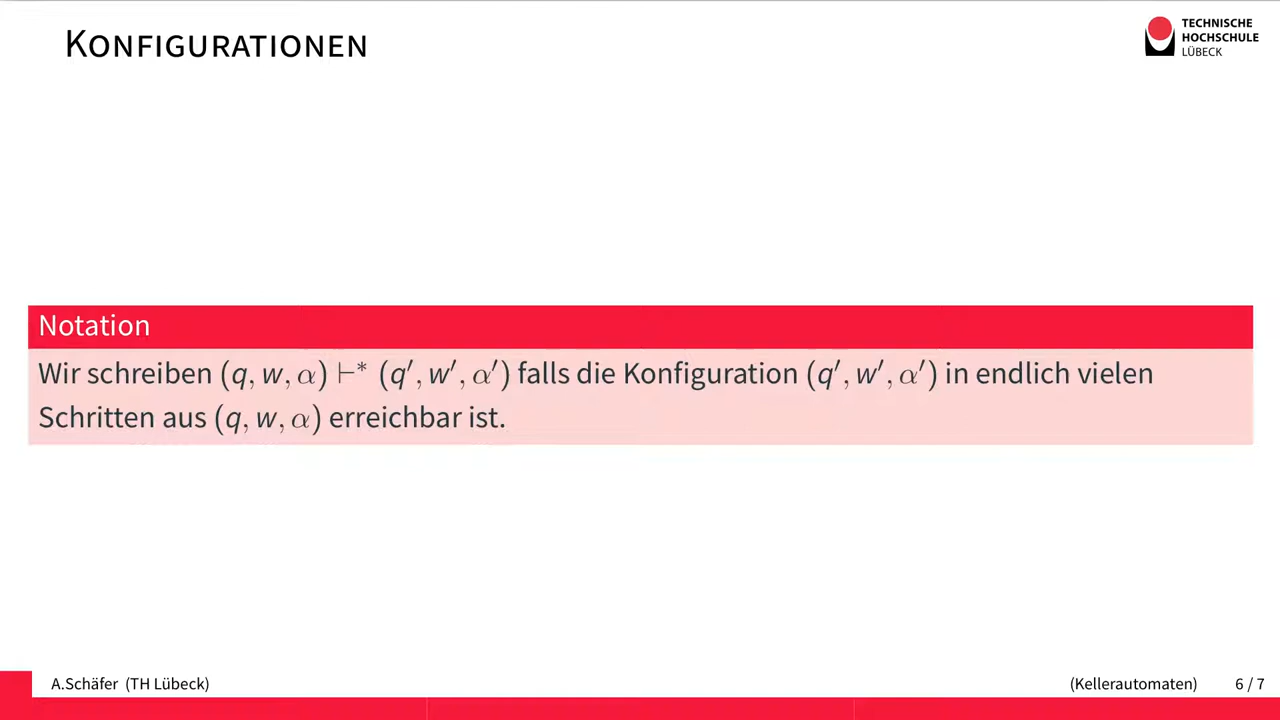 KONFIGURATIONEN
TECHNISCHE
HOCHSCHULE
LÜBECK
Notation
Wir schreiben (q, w, α) ⊢* (q′, w′, α′) falls die Konfiguration (q′, w′, α′) in endlich vielen
Schritten aus (q, w, α) erreichbar ist.
A.Schäfer (TH Lübeck) (Kellerautomaten) 6 / 7